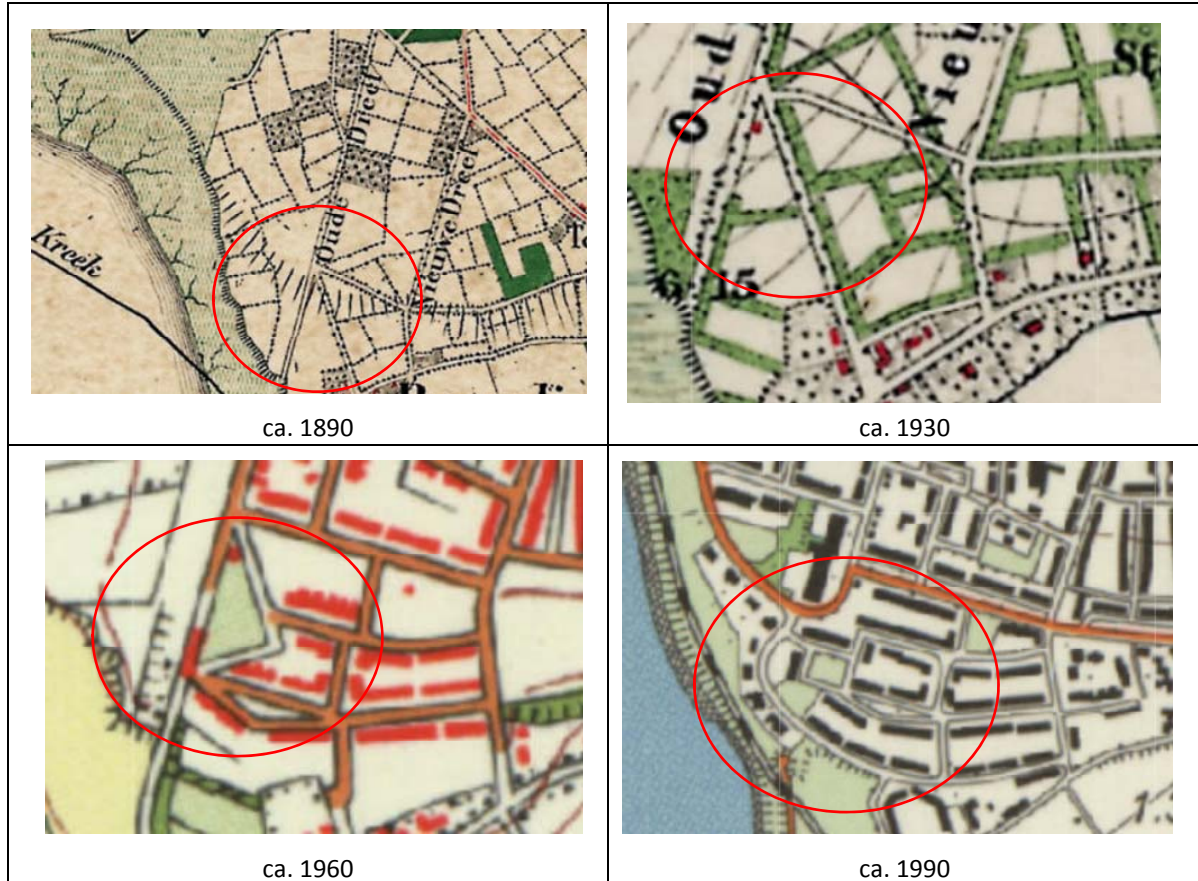 Kreek
Oude Dreef
Nieuwe Dreef
ca. 1890
Oud
Nieu
St.
15
ca. 1930
ca. 1960
ca. 1990